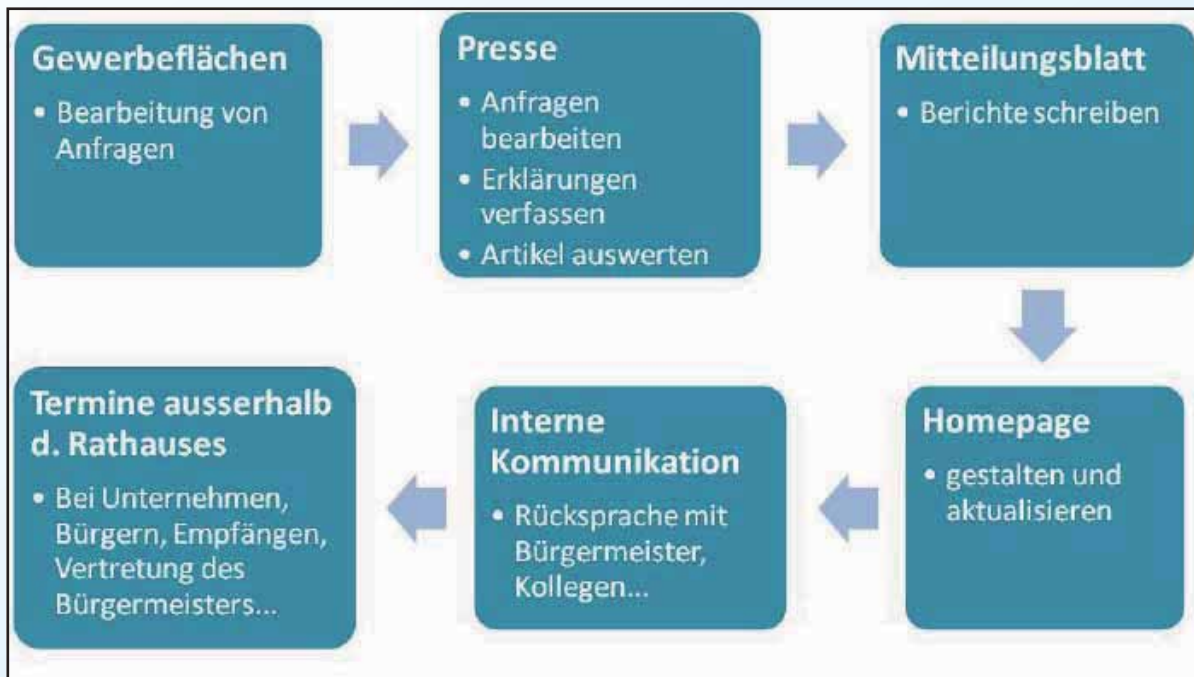 Gewerbeflächen
• Bearbeitung von
Anfragen
Presse
• Anfragen
bearbeiten
• Erklärungen
verfassen
• Artikel auswerten
Mitteilungsblatt
• Berichte schreiben
Homepage
• gestalten und
aktualisieren
Interne
Kommunikation
• Rücksprache mit
Bürgermeister,
Kollegen...
Termine ausserhalb
d. Rathauses
• Bei Unternehmen,
Bürgern, Empfängen,
Vertretung des
Bürgermeisters...